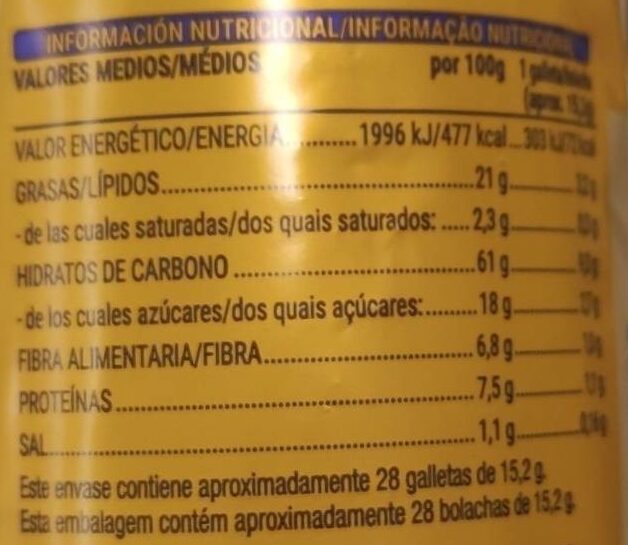 INFORMACIÓN NUTRICIONAL/INFORMAÇÃO NUTRICIONAL
VALORES MEDIOS/MÉDIOS por 100g 1
VALOR ENERGÉTICO/ENERGIA.............1996 kJ/477 kcal
GRASAS/LÍPIDOS.............21 g
- de las cuales saturadas/dos quais saturados: .....2,3 g
HIDRATOS DE CARBONO .............61 g
- de los cuales azúcares/dos quais açúcares:.........18 g
FIBRA ALIMENTARIA/FIBRA.............6,8 g
PROTEÍNAS.............7,5 g
SAL.............1,1 g
Este envase contiene aproximadamente 28 galletas de 15,2 g.
Esta embalagem contém aproximadamente 28 bolachas de 15,2 g.